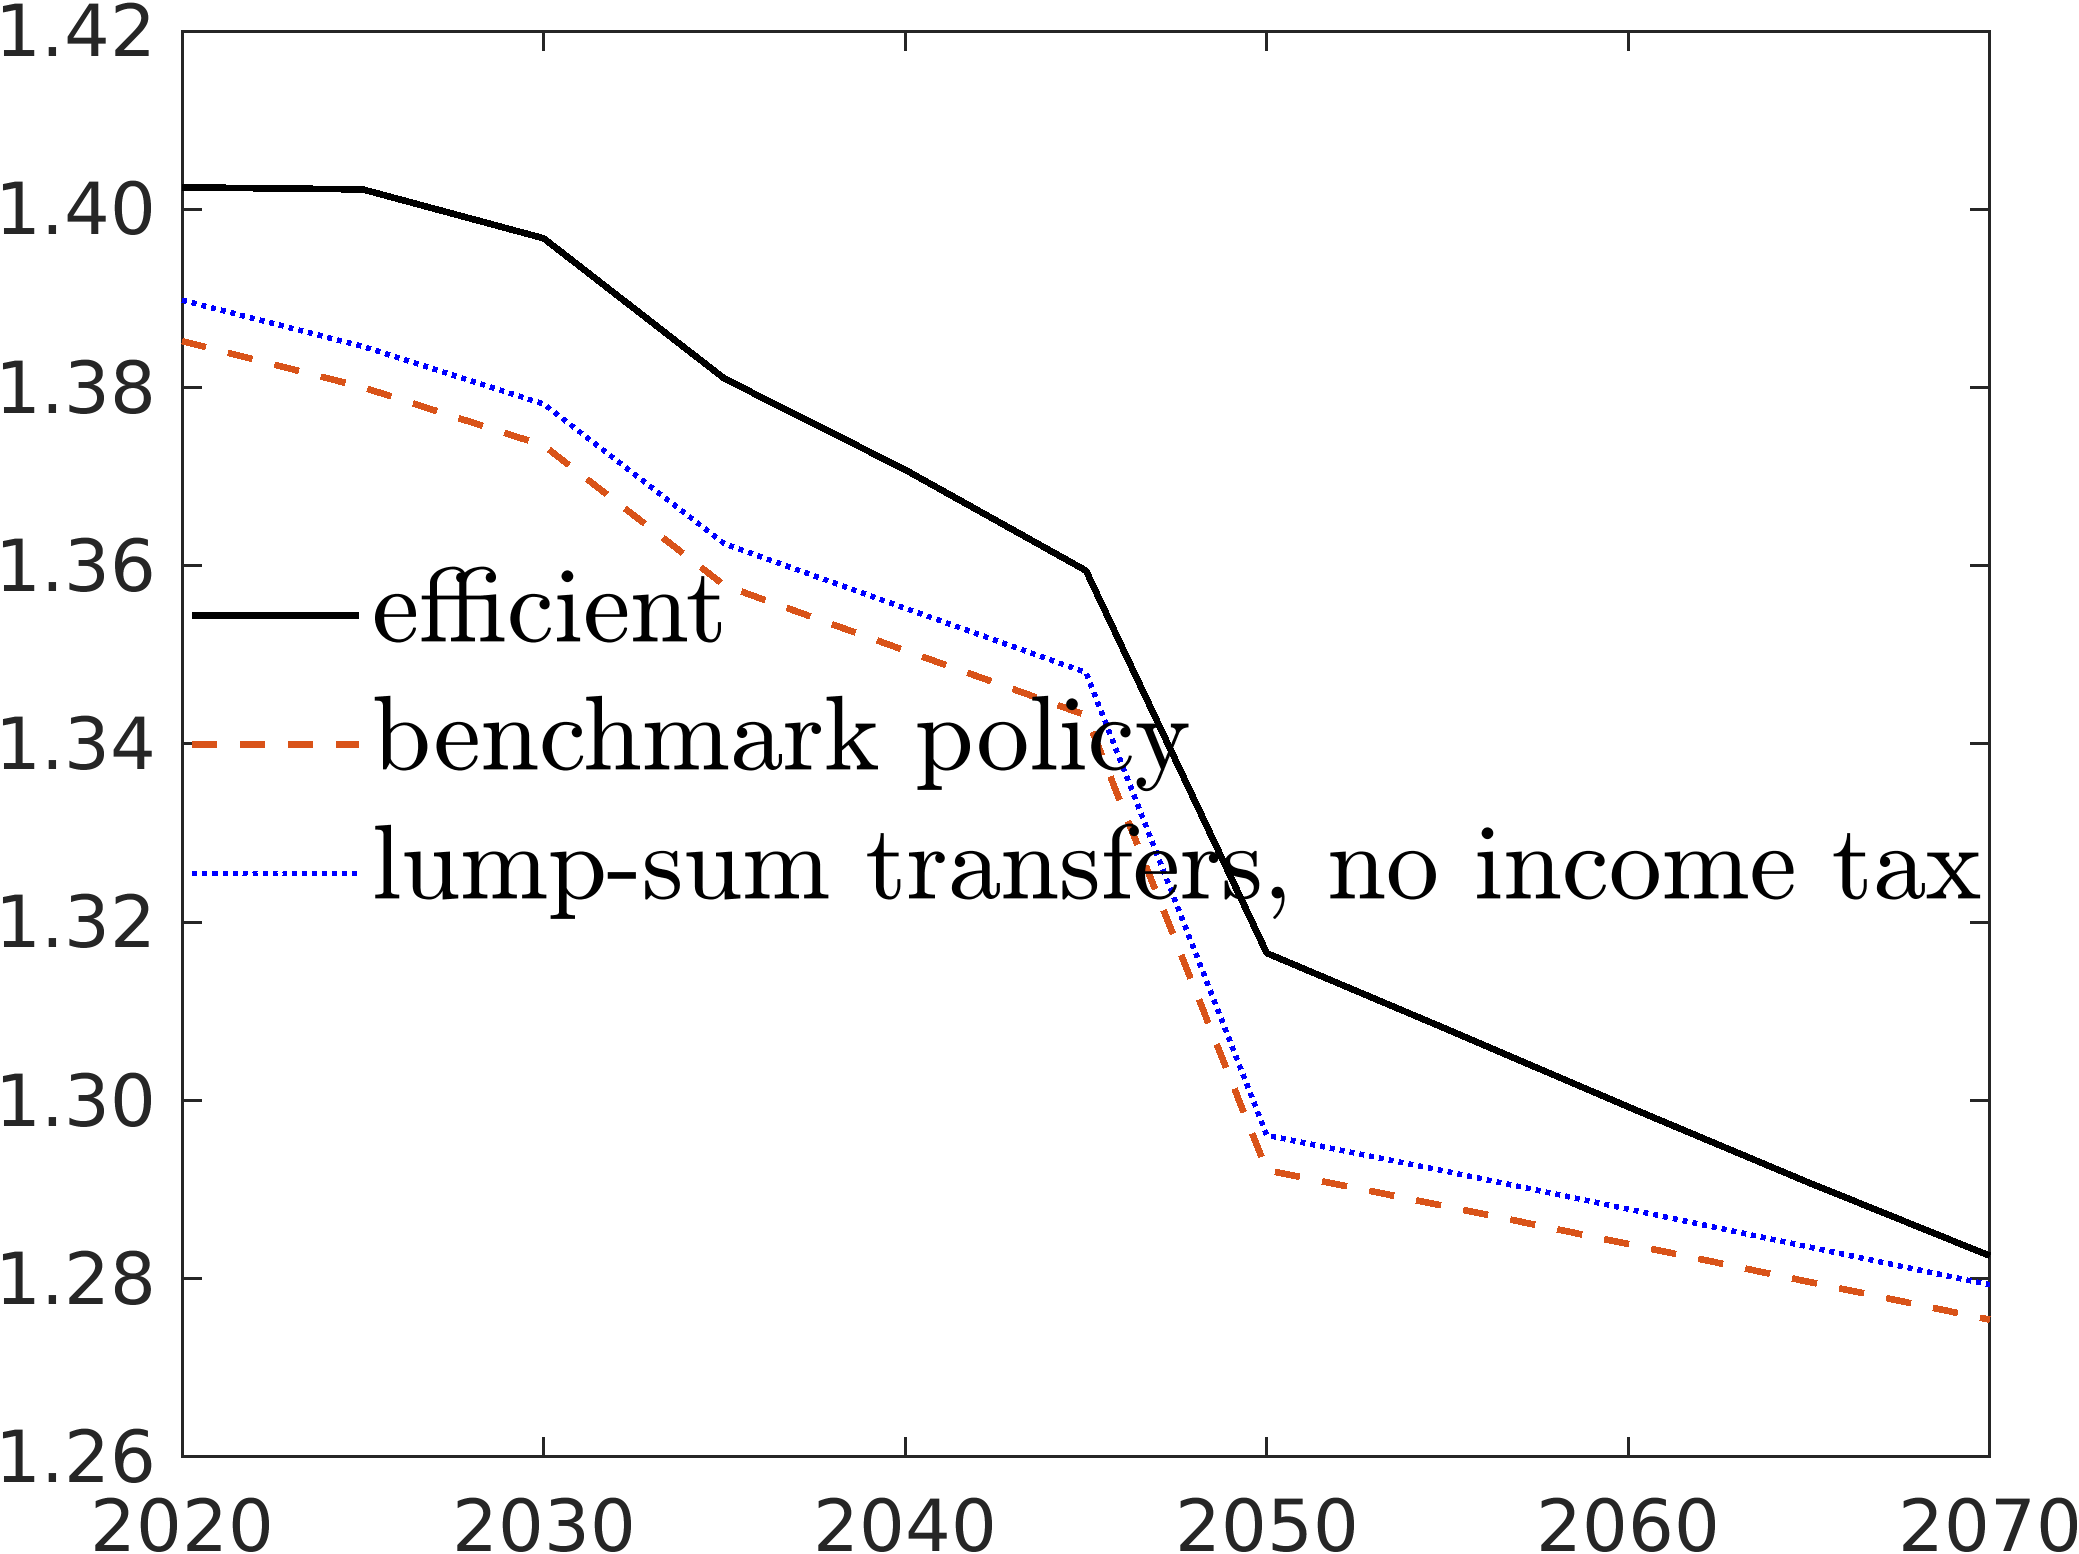 1.42
1.40
1.38
1.36
efficient
1.34
benchmark policy
lump-sum transfers, no income tax
1.32
1.30
1.28
1.26
2020 2030 2040 2050 2060 2070